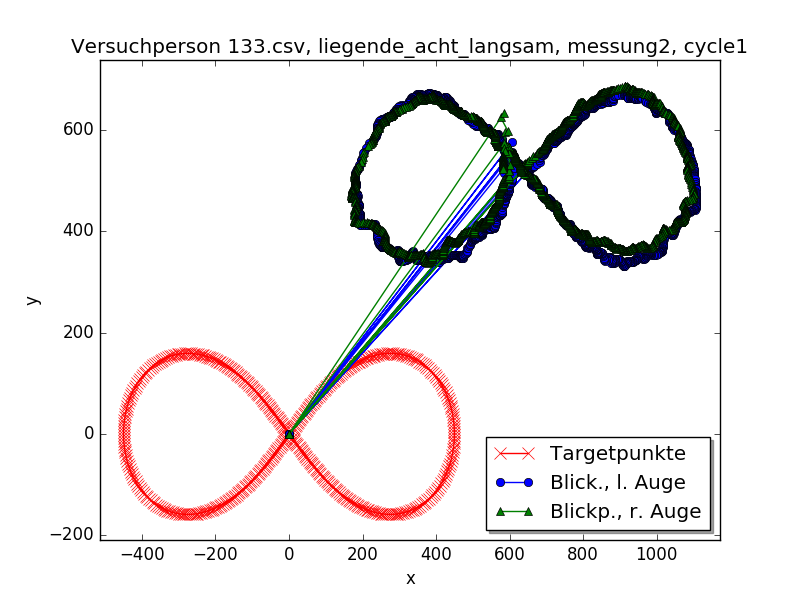 Versuchperson 133.csv, liegende_acht_langsam, messung2, cycle1
600
400
200
0
−200
y
−400
−200
0
200
400
600
800
1000
x
Targetpunkte
Blick., l. Auge
Blickp., r. Auge